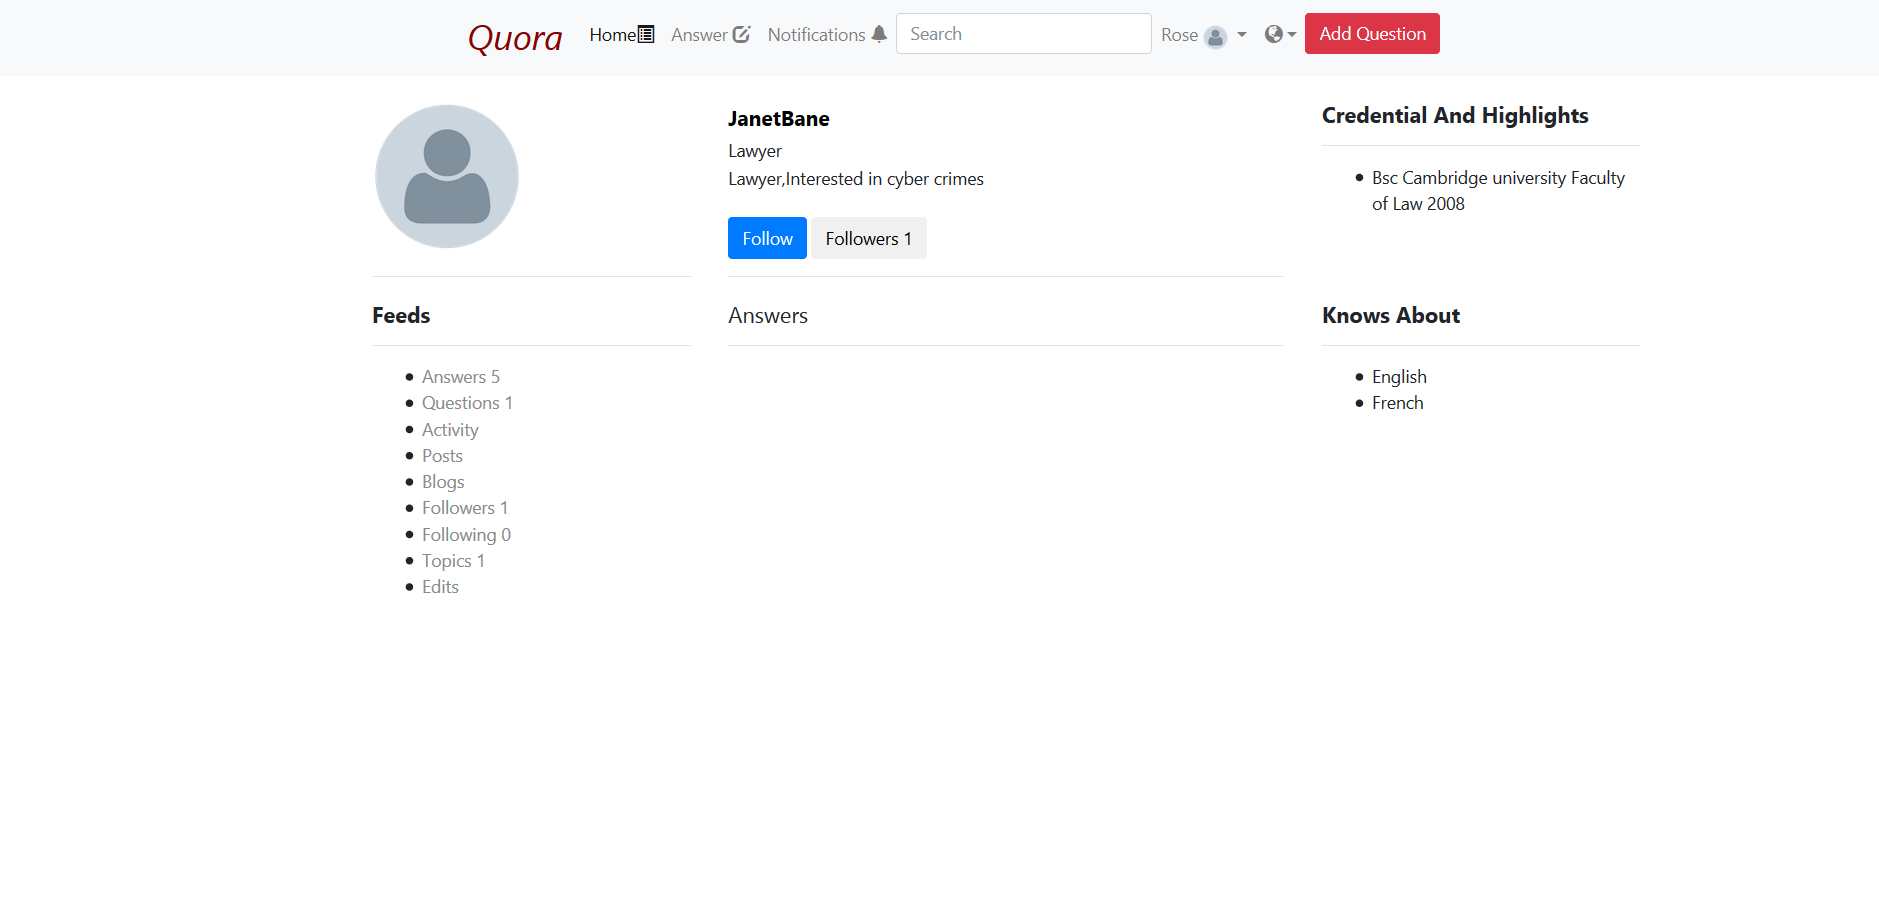 Quora Home Answer Notifications Search Rose Add Question
JanetBane
Lawyer
Lawyer,Interested in cyber crimes
Follow Followers 1
Credential And Highlights
Bsc Cambridge university Faculty
of Law 2008
Feeds
Answers 5
Questions 1
Activity
Posts
Blogs
Followers 1
Following 0
Topics 1
Edits
Answers
Knows About
English
French